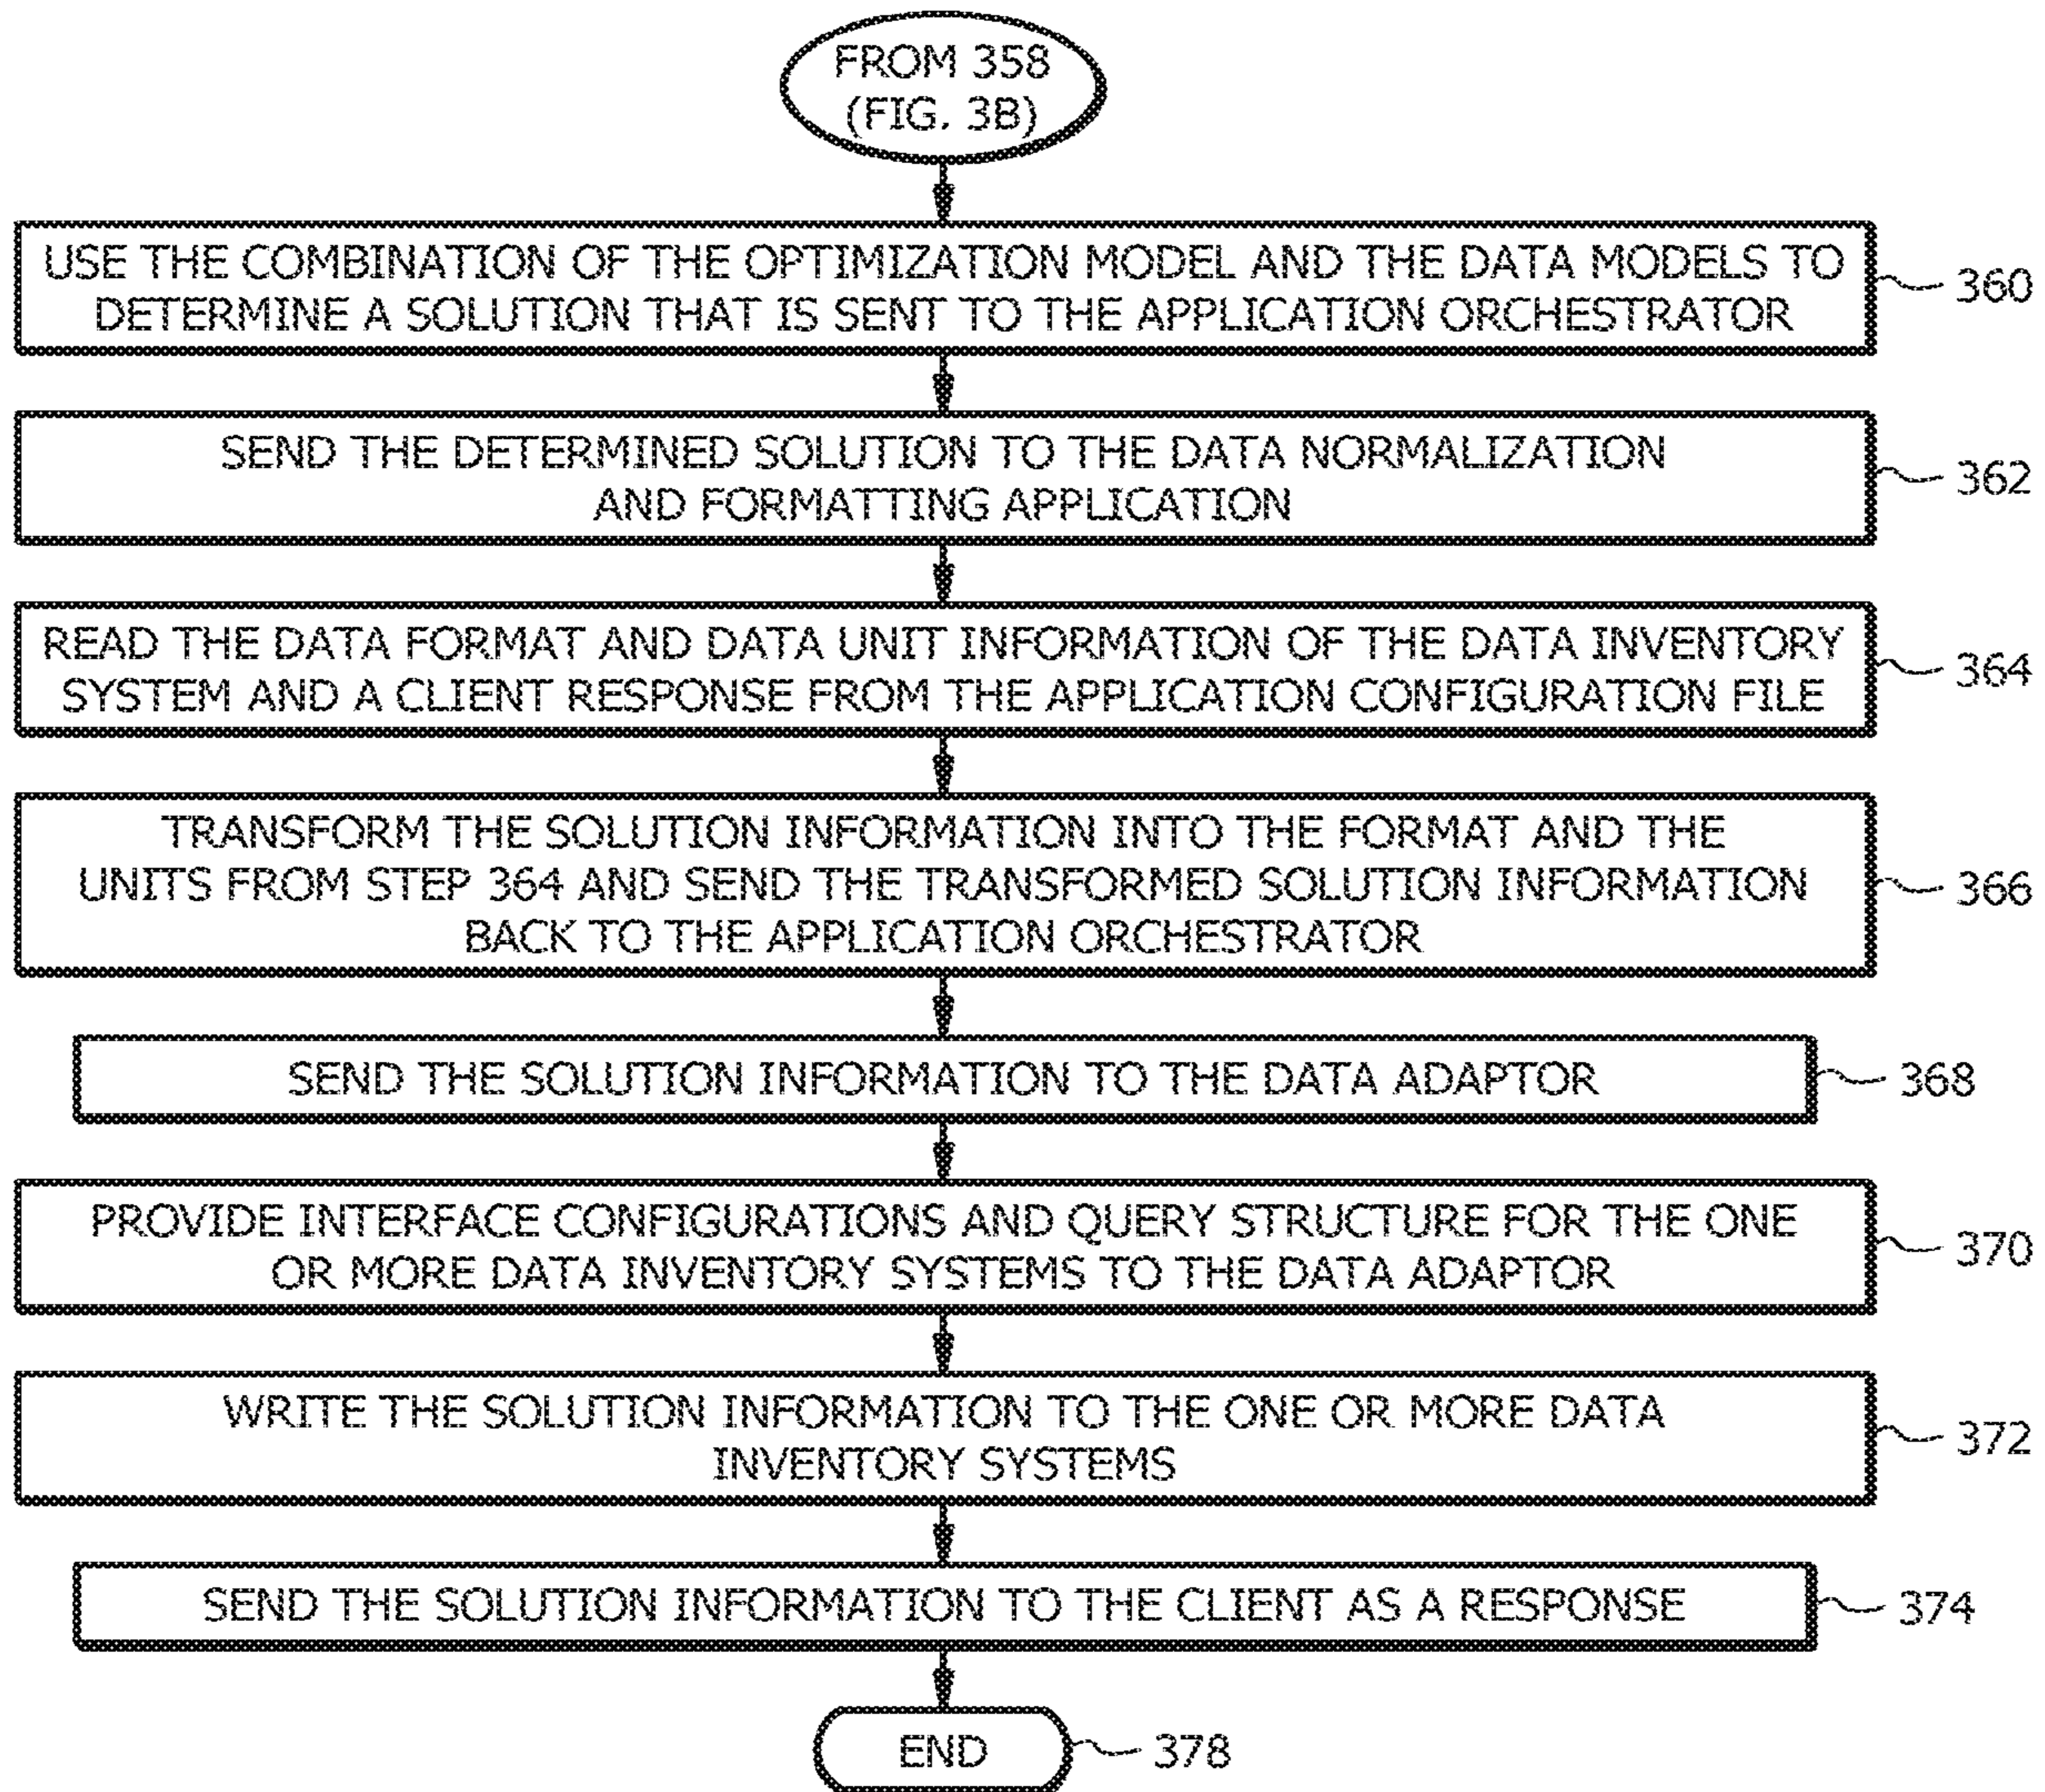 FROM 358
(FIG. 3B)
USE THE COMBINATION OF THE OPTIMIZATION MODEL AND THE DATA MODELS TO
DETERMINE A SOLUTION THAT IS SENT TO THE APPLICATION ORCHESTRATOR
360
SEND THE DETERMINED SOLUTION TO THE DATA NORMALIZATION
AND FORMATTING APPLICATION
362
READ THE DATA FORMAT AND DATA UNIT INFORMATION OF THE DATA INVENTORY
SYSTEM AND A CLIENT RESPONSE FROM THE APPLICATION CONFIGURATION FILE
364
TRANSFORM THE SOLUTION INFORMATION INTO THE FORMAT AND THE
UNITS FROM STEP 364 AND SEND THE TRANSFORMED SOLUTION INFORMATION
BACK TO THE APPLICATION ORCHESTRATOR
366
SEND THE SOLUTION INFORMATION TO THE DATA ADAPTOR
368
PROVIDE INTERFACE CONFIGURATIONS AND QUERY STRUCTURE FOR THE ONE
OR MORE DATA INVENTORY SYSTEMS TO THE DATA ADAPTOR
370
WRITE THE SOLUTION INFORMATION TO THE ONE OR MORE DATA
INVENTORY SYSTEMS
372
SEND THE SOLUTION INFORMATION TO THE CLIENT AS A RESPONSE
374
END
378